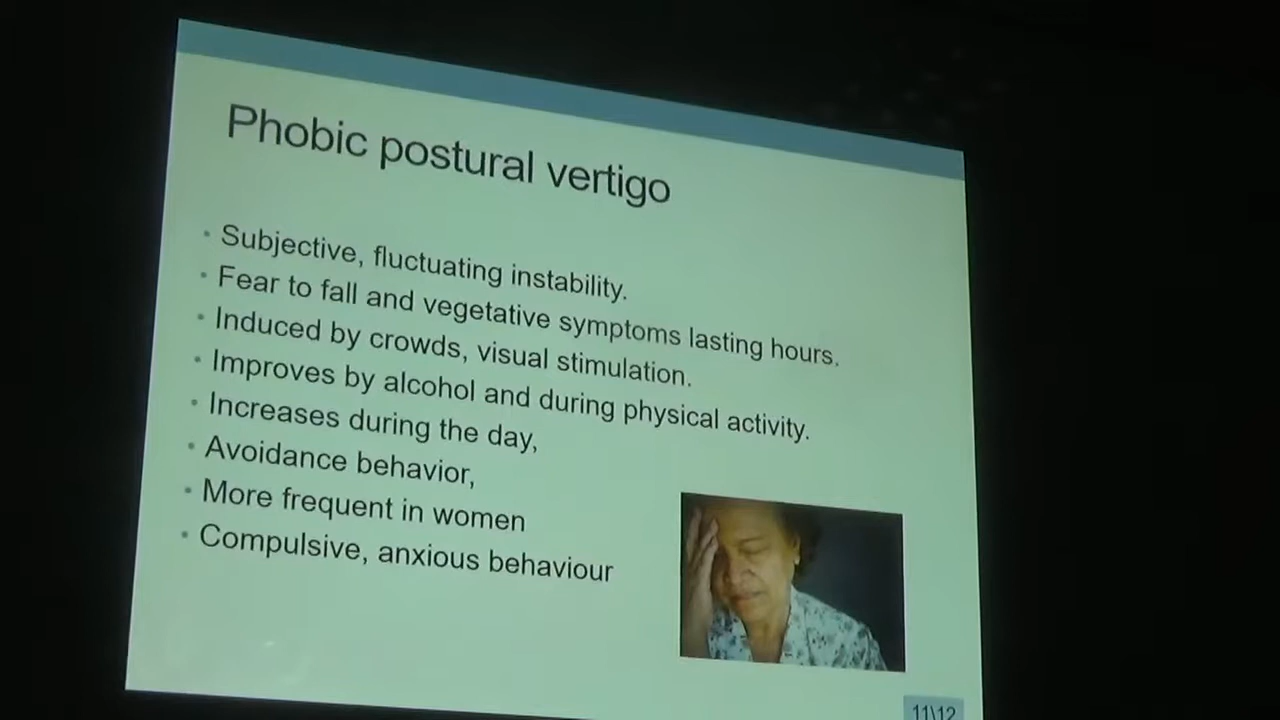 Phobic postural vertigo
• Subjective, fluctuating instability.
• Fear to fall and vegetative symptoms lasting hours.
• Induced by crowds, visual stimulation.
• Improves by alcohol and during physical activity.
• Increases during the day,
• Avoidance behavior,
• More frequent in women
• Compulsive, anxious behaviour
11\12